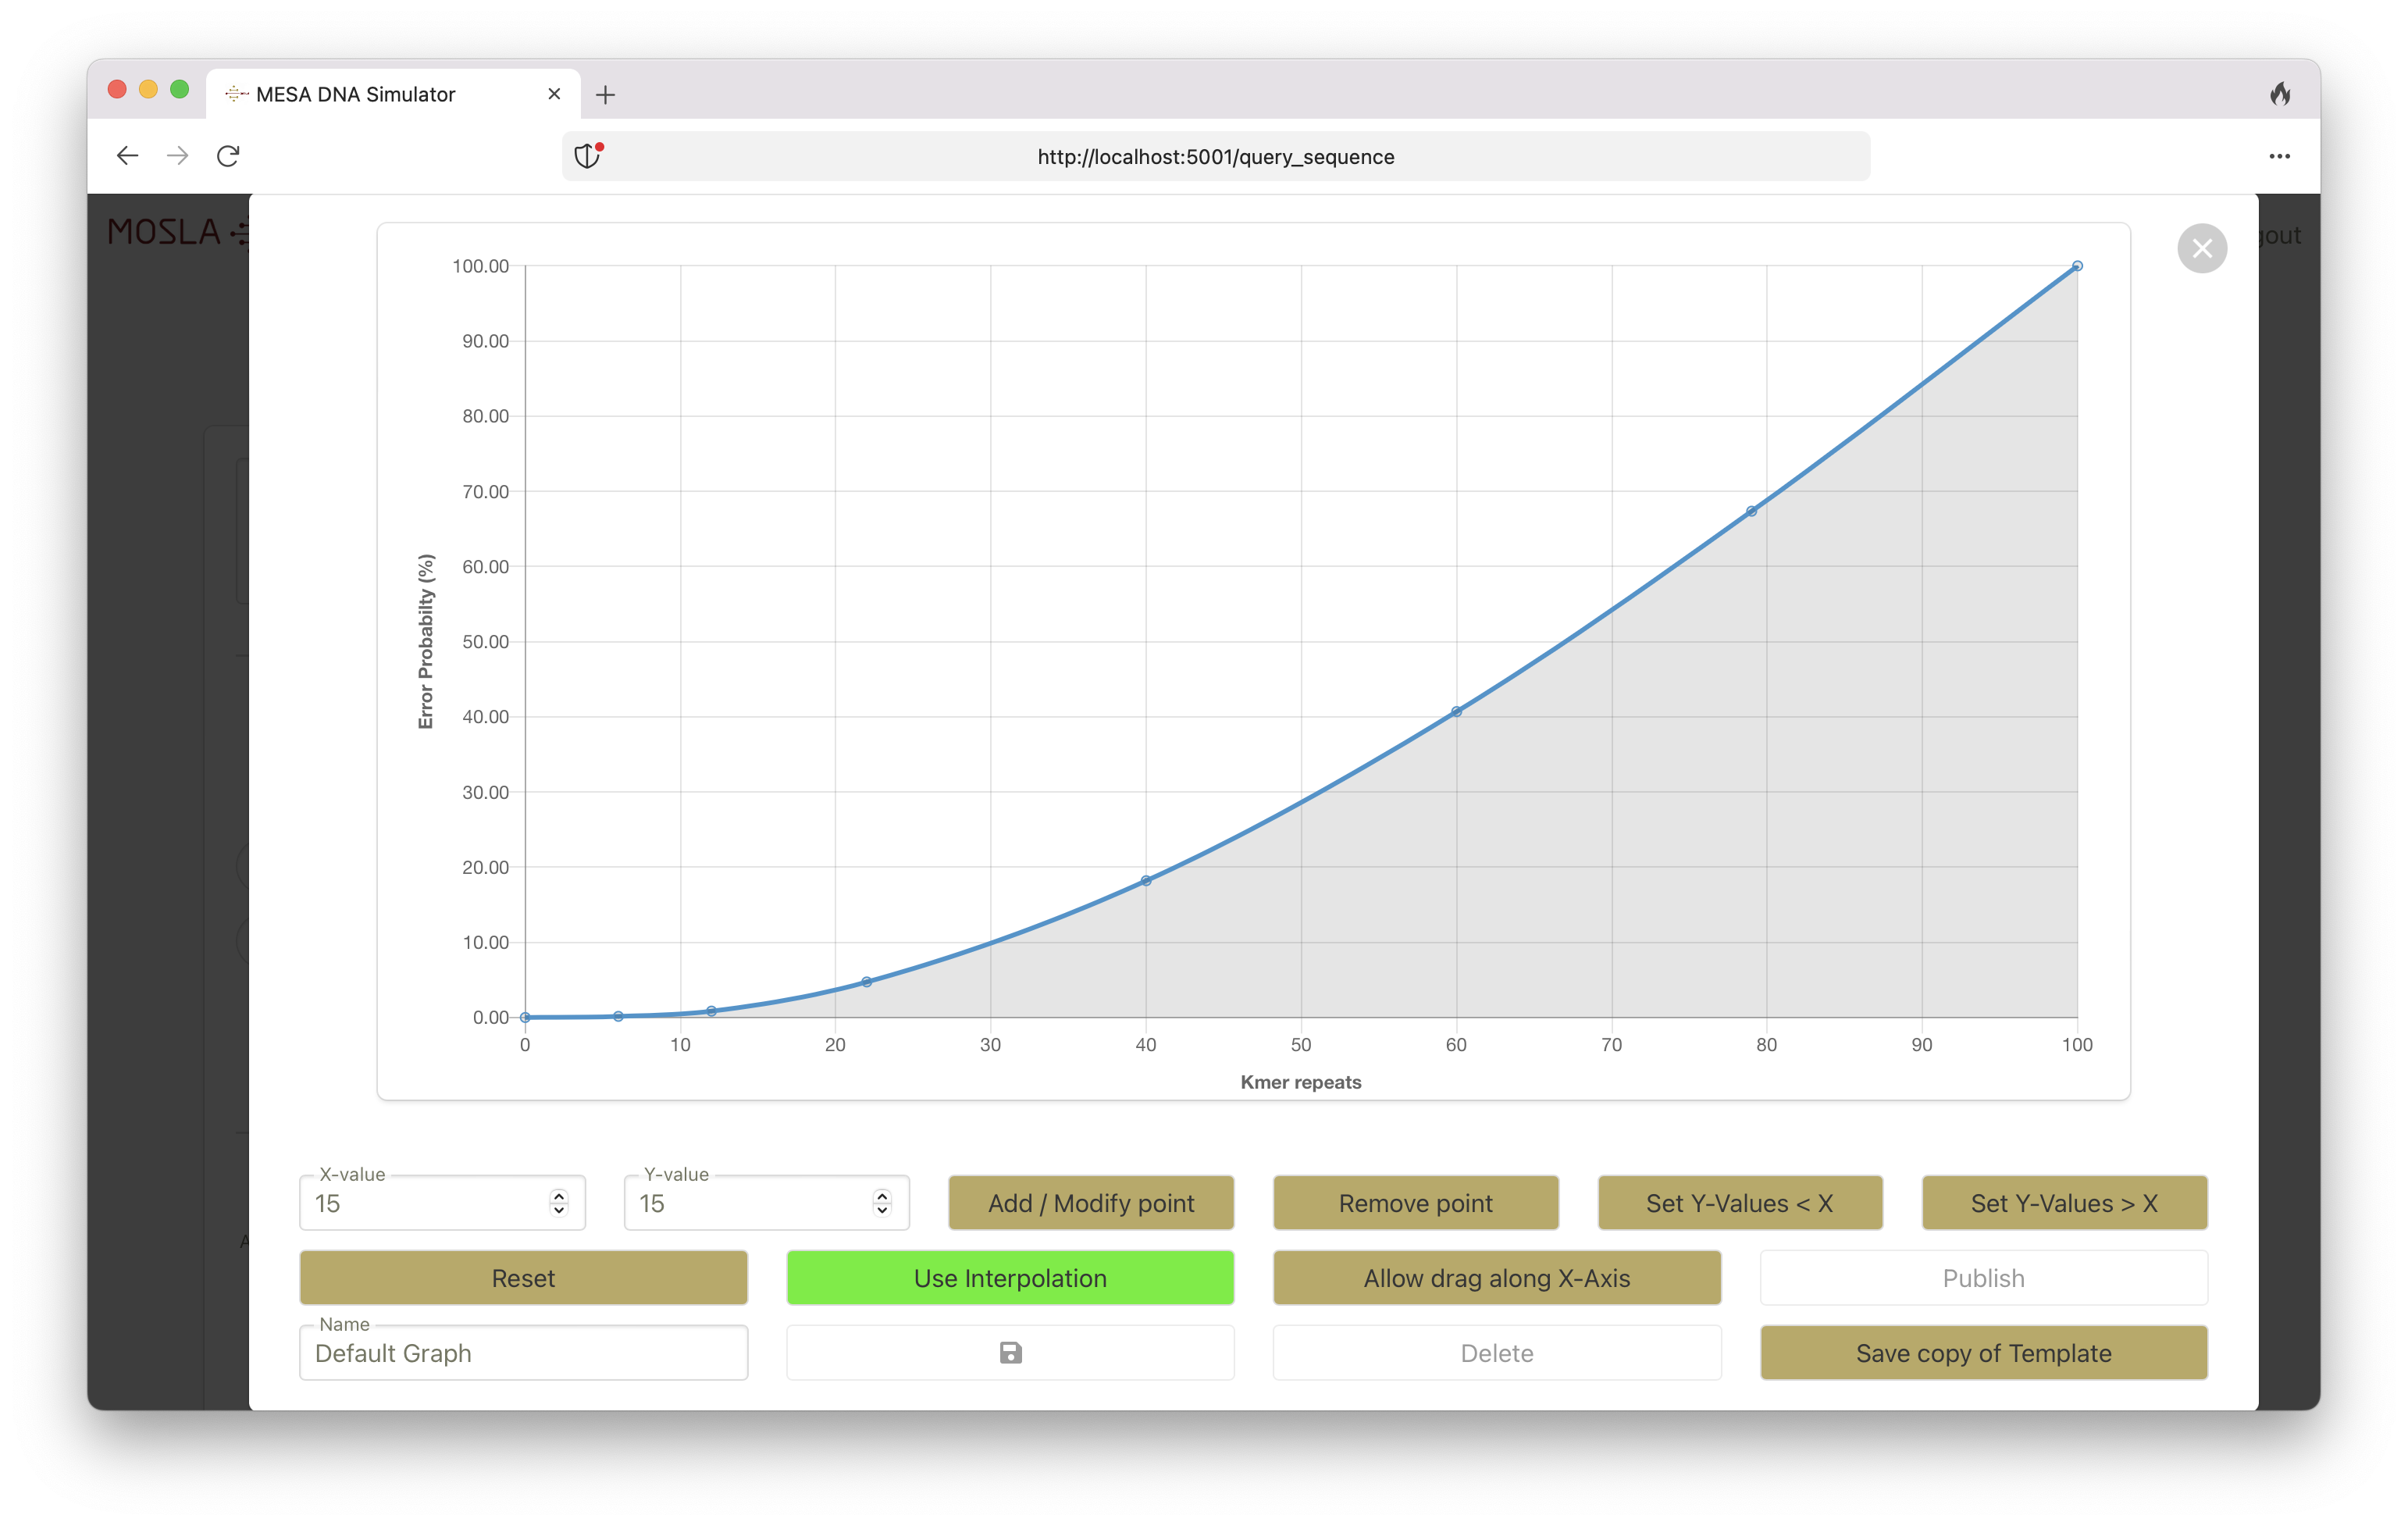 MESA DNA Simulator
http://localhost:5001/query_sequence
MOSLA
gout
100.00
90.00
80.00
70.00
60.00
50.00
40.00
30.00
20.00
10.00
0.00
Error Probabilty (%)
0 10 20 30 40 50 60 70 80 90 100
Kmer repeats
X-value
15
Y-value
15
Add / Modify point
Remove point
Set Y-Values < X
Set Y-Values > X
A
Reset
Use Interpolation
Allow drag along X-Axis
Publish
Name
Default Graph
Delete
Save copy of Template